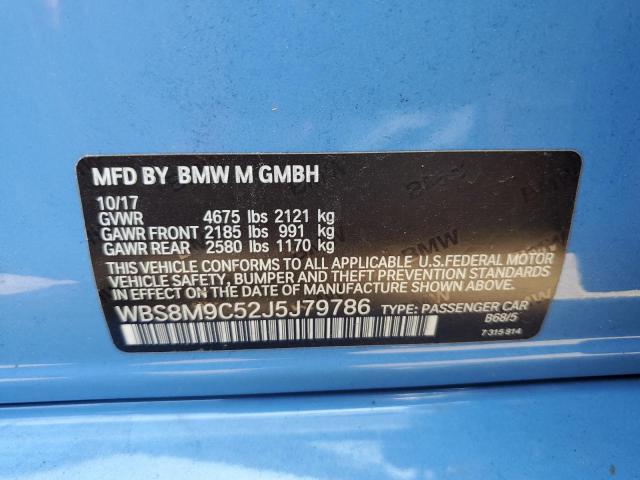 MFD BY BMW M GMBH
10/17
GVWR 4675 lbs 2121 kg
GAWR FRONT 2185 lbs 991 kg
GAWR REAR 2580 lbs 1170 kg
THIS VEHICLE CONFORMS TO ALL APPLICABLE U.S.FEDERAL MOTOR
VEHICLE SAFETY, BUMPER AND THEFT PREVENTION STANDARDS
IN EFFECT ON THE DATE OF MANUFACTURE SHOWN ABOVE.
WBS8M9C52J5J79786 TYPE: PASSENGER CAR
B68/5
7 315 814